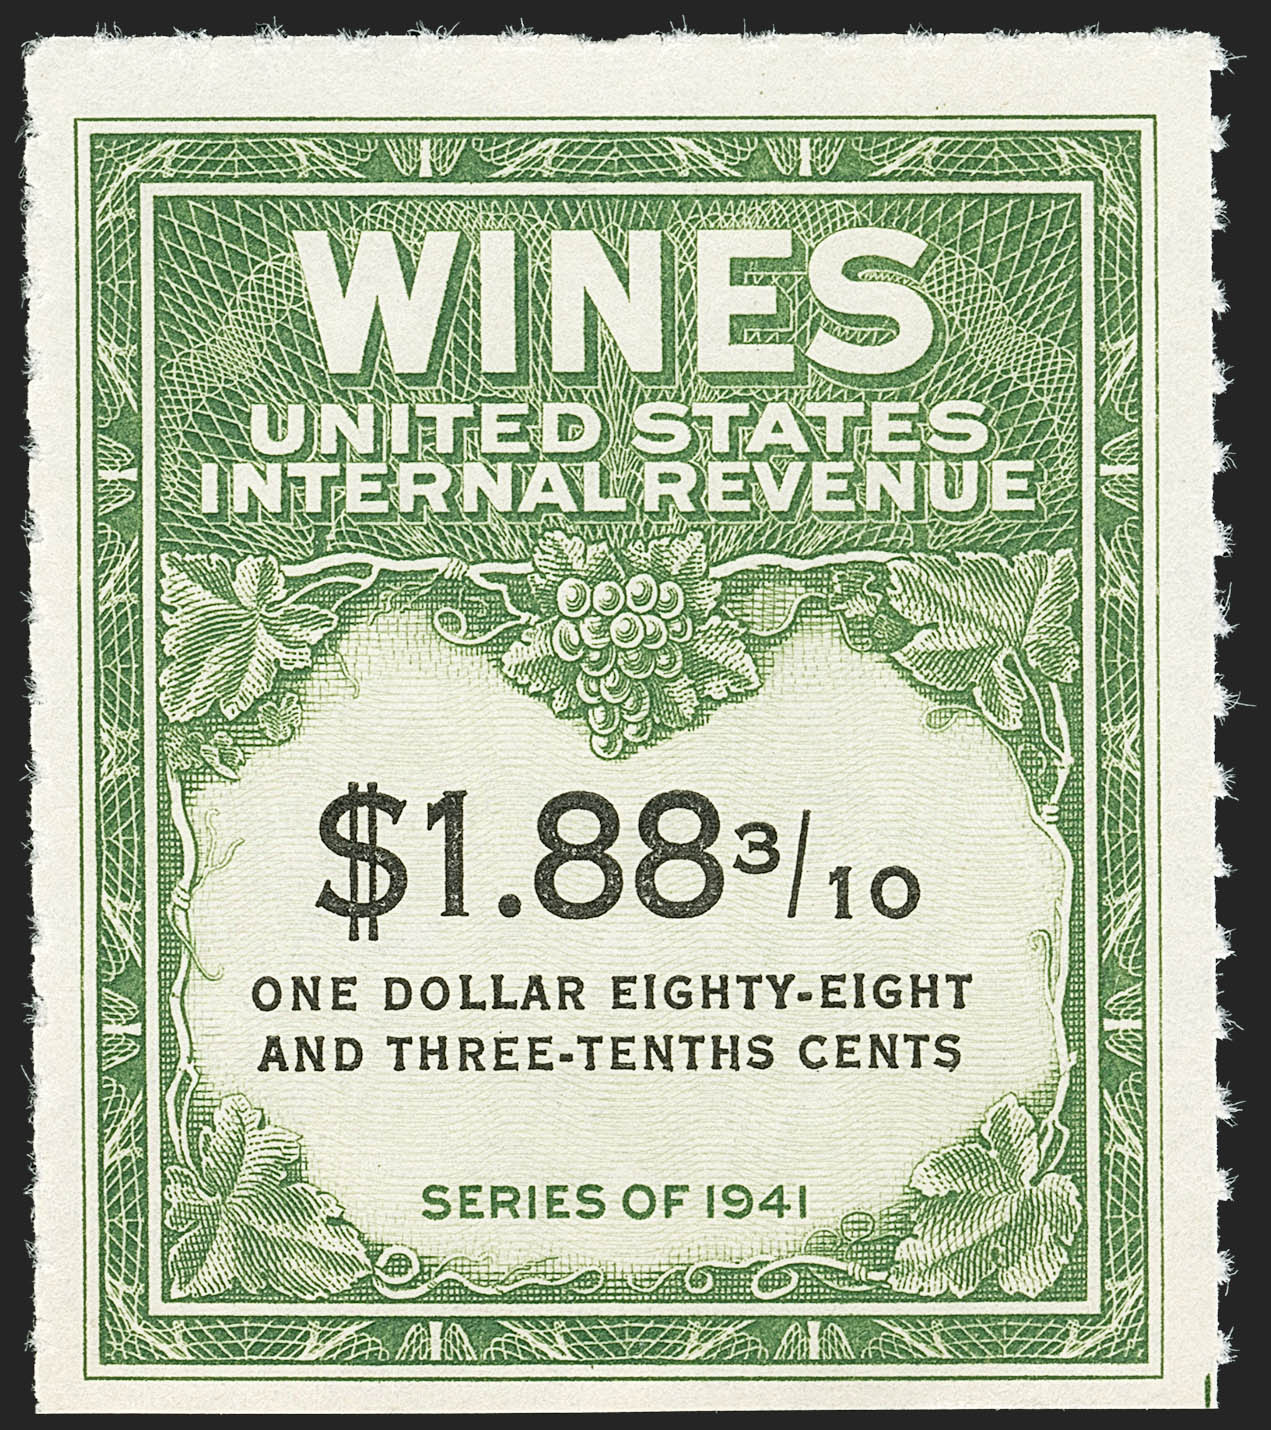 WINES
UNITED STATES
INTERNAL REVENUE
$1.88 3/10
ONE DOLLAR EIGHTY-EIGHT
AND THREE-TENTHS CENTS
SERIES OF 1941